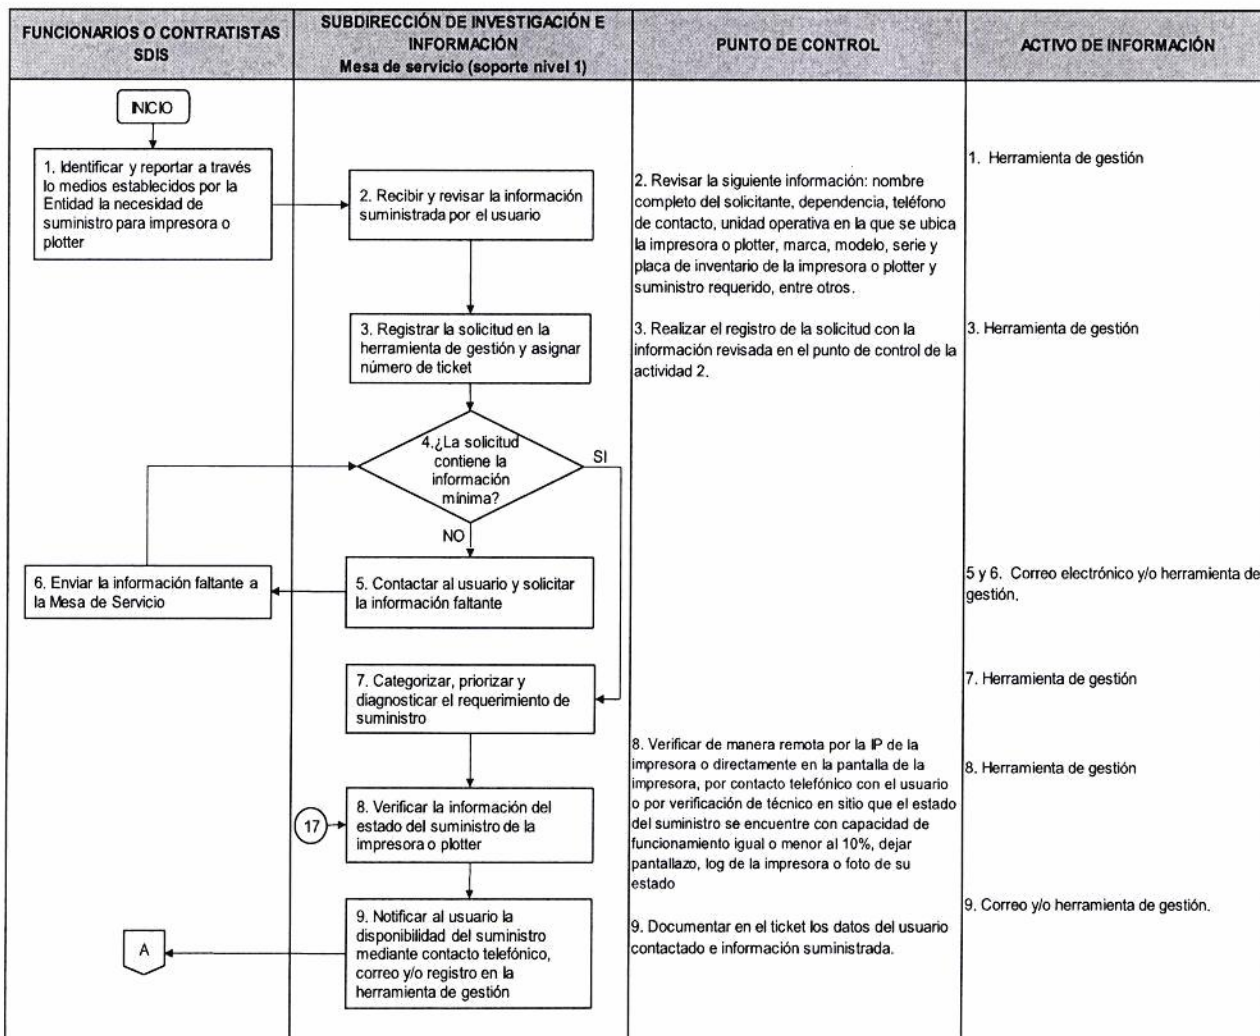 FUNCIONARIOS O CONTRATISTAS
SDIS
SUBDIRECCIÓN DE INVESTIGACIÓN E
INFORMACIÓN
Mesa de servicio (soporte nivel 1)
PUNTO DE CONTROL
ACTIVO DE INFORMACIÓN
INICIO
1. Identificar y reportar a través
lo medios establecidos por la
Entidad la necesidad de
suministro para impresora o
plotter
2. Recibir y revisar la información
suministrada por el usuario
2. Revisar la siguiente información: nombre
completo del solicitante, dependencia, teléfono
de contacto, unidad operativa en la que se ubica
la impresora o plotter, marca, modelo, serie y
placa de inventario de la impresora o plotter y
suministro requerido, entre otros.
1. Herramienta de gestión
3. Registrar la solicitud en la
herramienta de gestión y asignar
número de ticket
3. Realizar el registro de la solicitud con la
información revisada en el punto de control de la
actividad 2.
3. Herramienta de gestión
4.¿La solicitud
contiene la
información
mínima?
SI
NO
6. Enviar la información faltante a
la Mesa de Servicio
5. Contactar al usuario y solicitar
la información faltante
5 y 6. Correo electrónico y/o herramienta de
gestión.
7. Categorizar, priorizar y
diagnosticar el requerimiento de
suministro
7. Herramienta de gestión
17
8. Verificar la información del
estado del suministro de la
impresora o plotter
8. Verificar de manera remota por la IP de la
impresora o directamente en la pantalla de la
impresora, por contacto telefónico con el usuario
o por verificación de técnico en sitio que el estado
del suministro se encuentre con capacidad de
funcionamiento igual o menor al 10%, dejar
pantallazo, log de la impresora o foto de su
estado
8. Herramienta de gestión
A
9. Notificar al usuario la
disponibilidad del suministro
mediante contacto telefónico,
correo y/o registro en la
herramienta de gestión
9. Documentar en el ticket los datos del usuario
contactado e información suministrada.
9. Correo y/o herramienta de gestión.